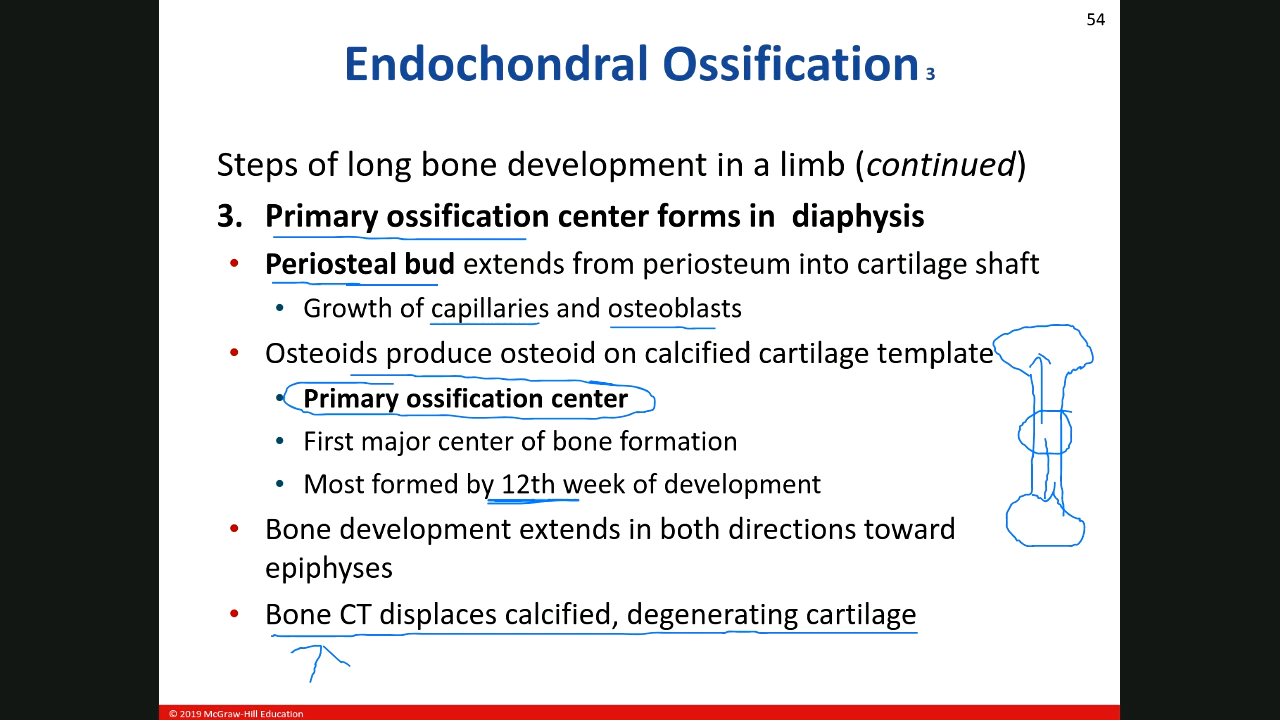 54
Endochondral Ossification 3
Steps of long bone development in a limb (continued)
3. Primary ossification center forms in diaphysis
• Periosteal bud extends from periosteum into cartilage shaft
• Growth of capillaries and osteoblasts
• Osteoids produce osteoid on calcified cartilage template
• Primary ossification center
• First major center of bone formation
• Most formed by 12th week of development
• Bone development extends in both directions toward
epiphyses
• Bone CT displaces calcified, degenerating cartilage
© 2019 McGraw-Hill Education